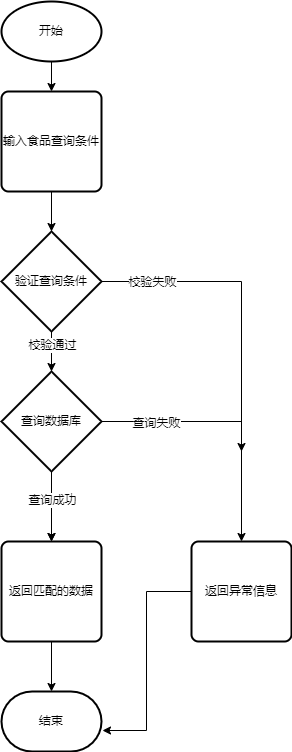 开始
输入食品查询条件
验证查询条件
校验失败
校验通过
查询数据库
查询失败
查询成功
返回匹配的数据
返回异常信息
结束